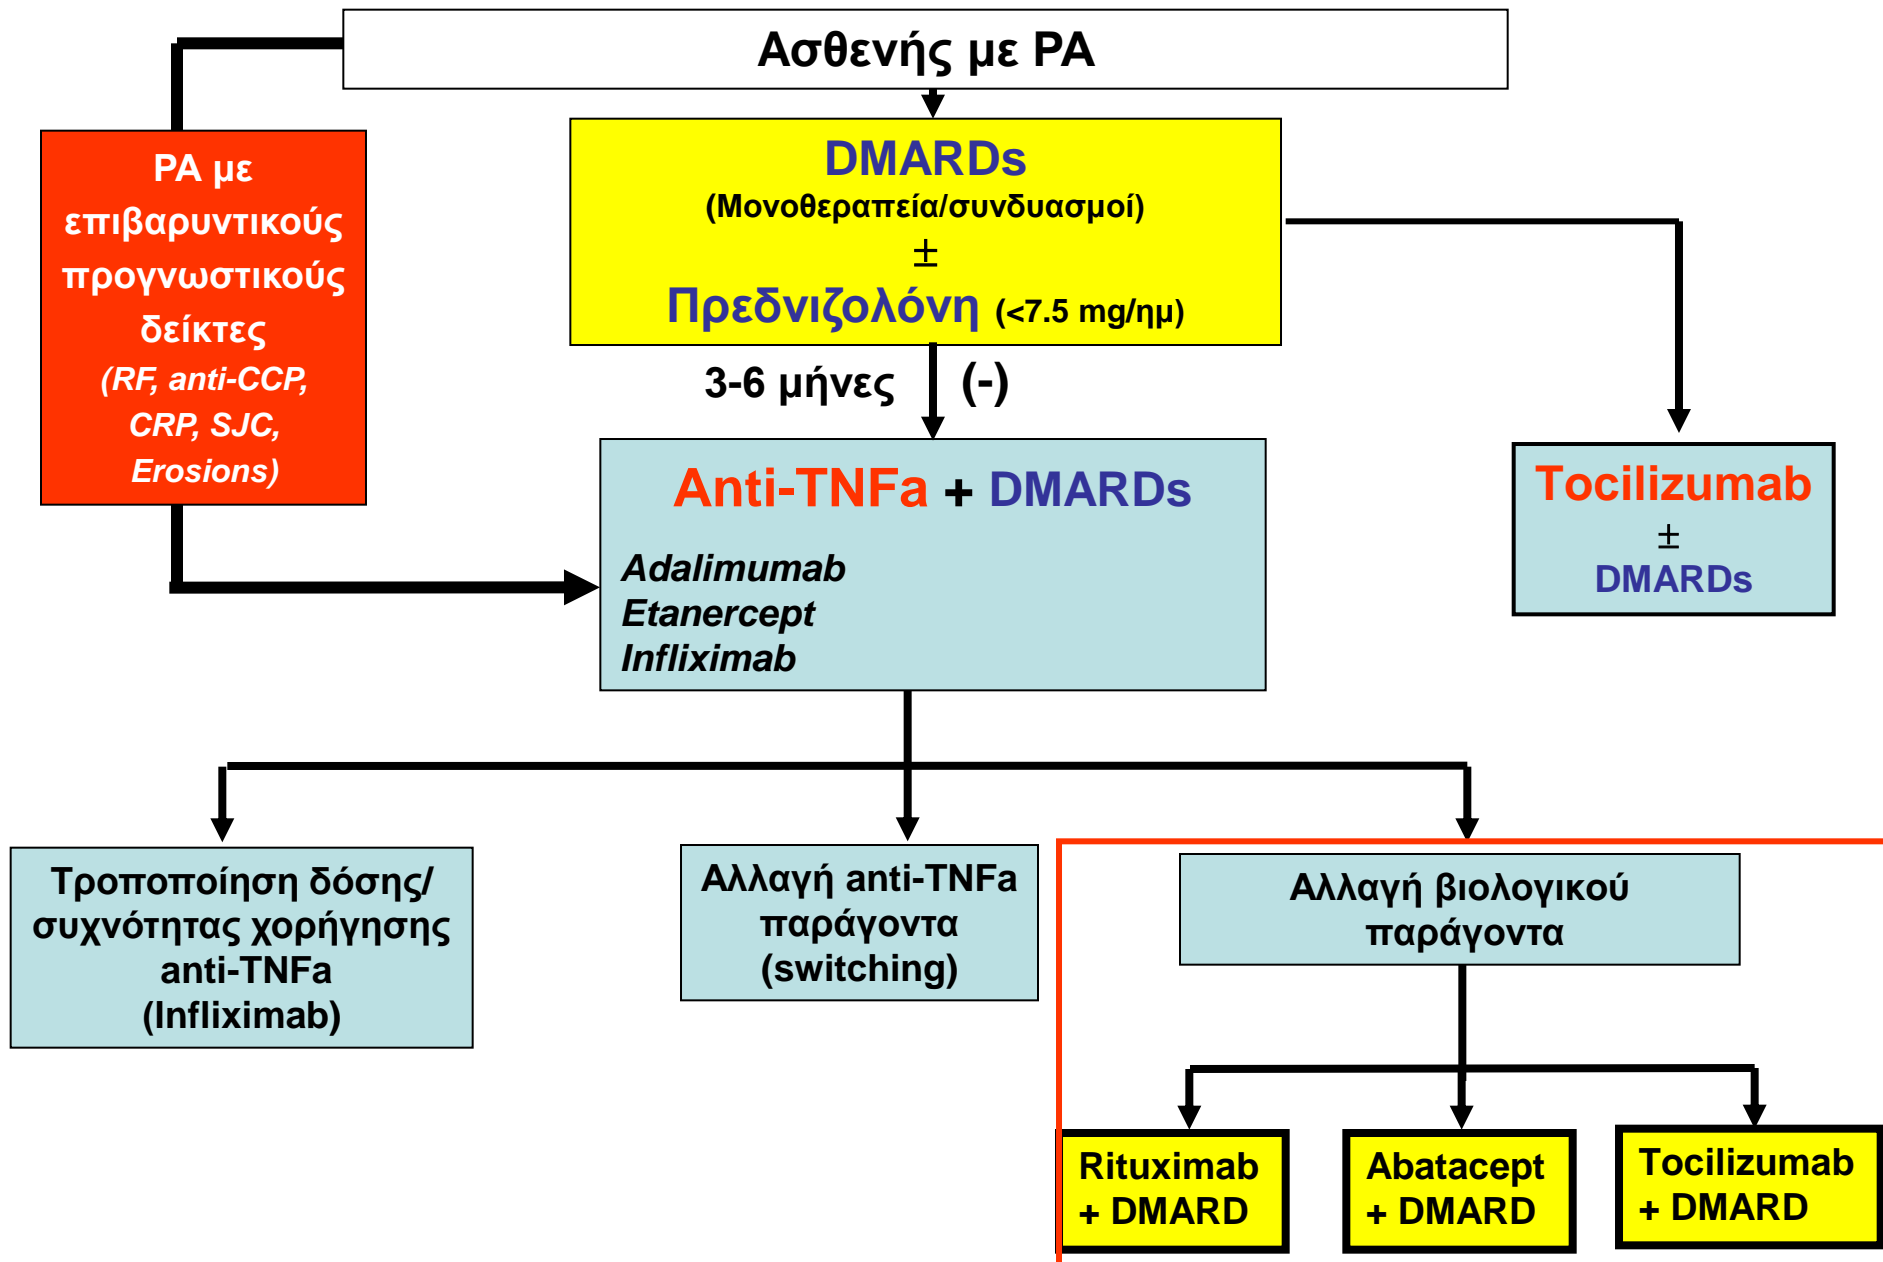 Ασθενής με ΡΑ
ΡΑ με
επιβαρυντικούς
προγνωστικούς
δείκτες
(RF, anti-CCP,
CRP, SJC,
Erosions)
DMARDs
(Μονοθεραπεία/συνδυασμοί)
±
Πρεδνιζολόνη (<7.5 mg/ημ)
3-6 μήνες (-)
Anti-TNFa + DMARDs
Adalimumab
Etanercept
Infliximab
Tocilizumab
±
DMARDs
Τροποποίηση δόσης/
συχνότητας χορήγησης
anti-TNFa
(Infliximab)
Αλλαγή anti-TNFa
παράγοντα
(switching)
Αλλαγή βιολογικού
παράγοντα
Rituximab
+ DMARD
Abatacept
+ DMARD
Tocilizumab
+ DMARD